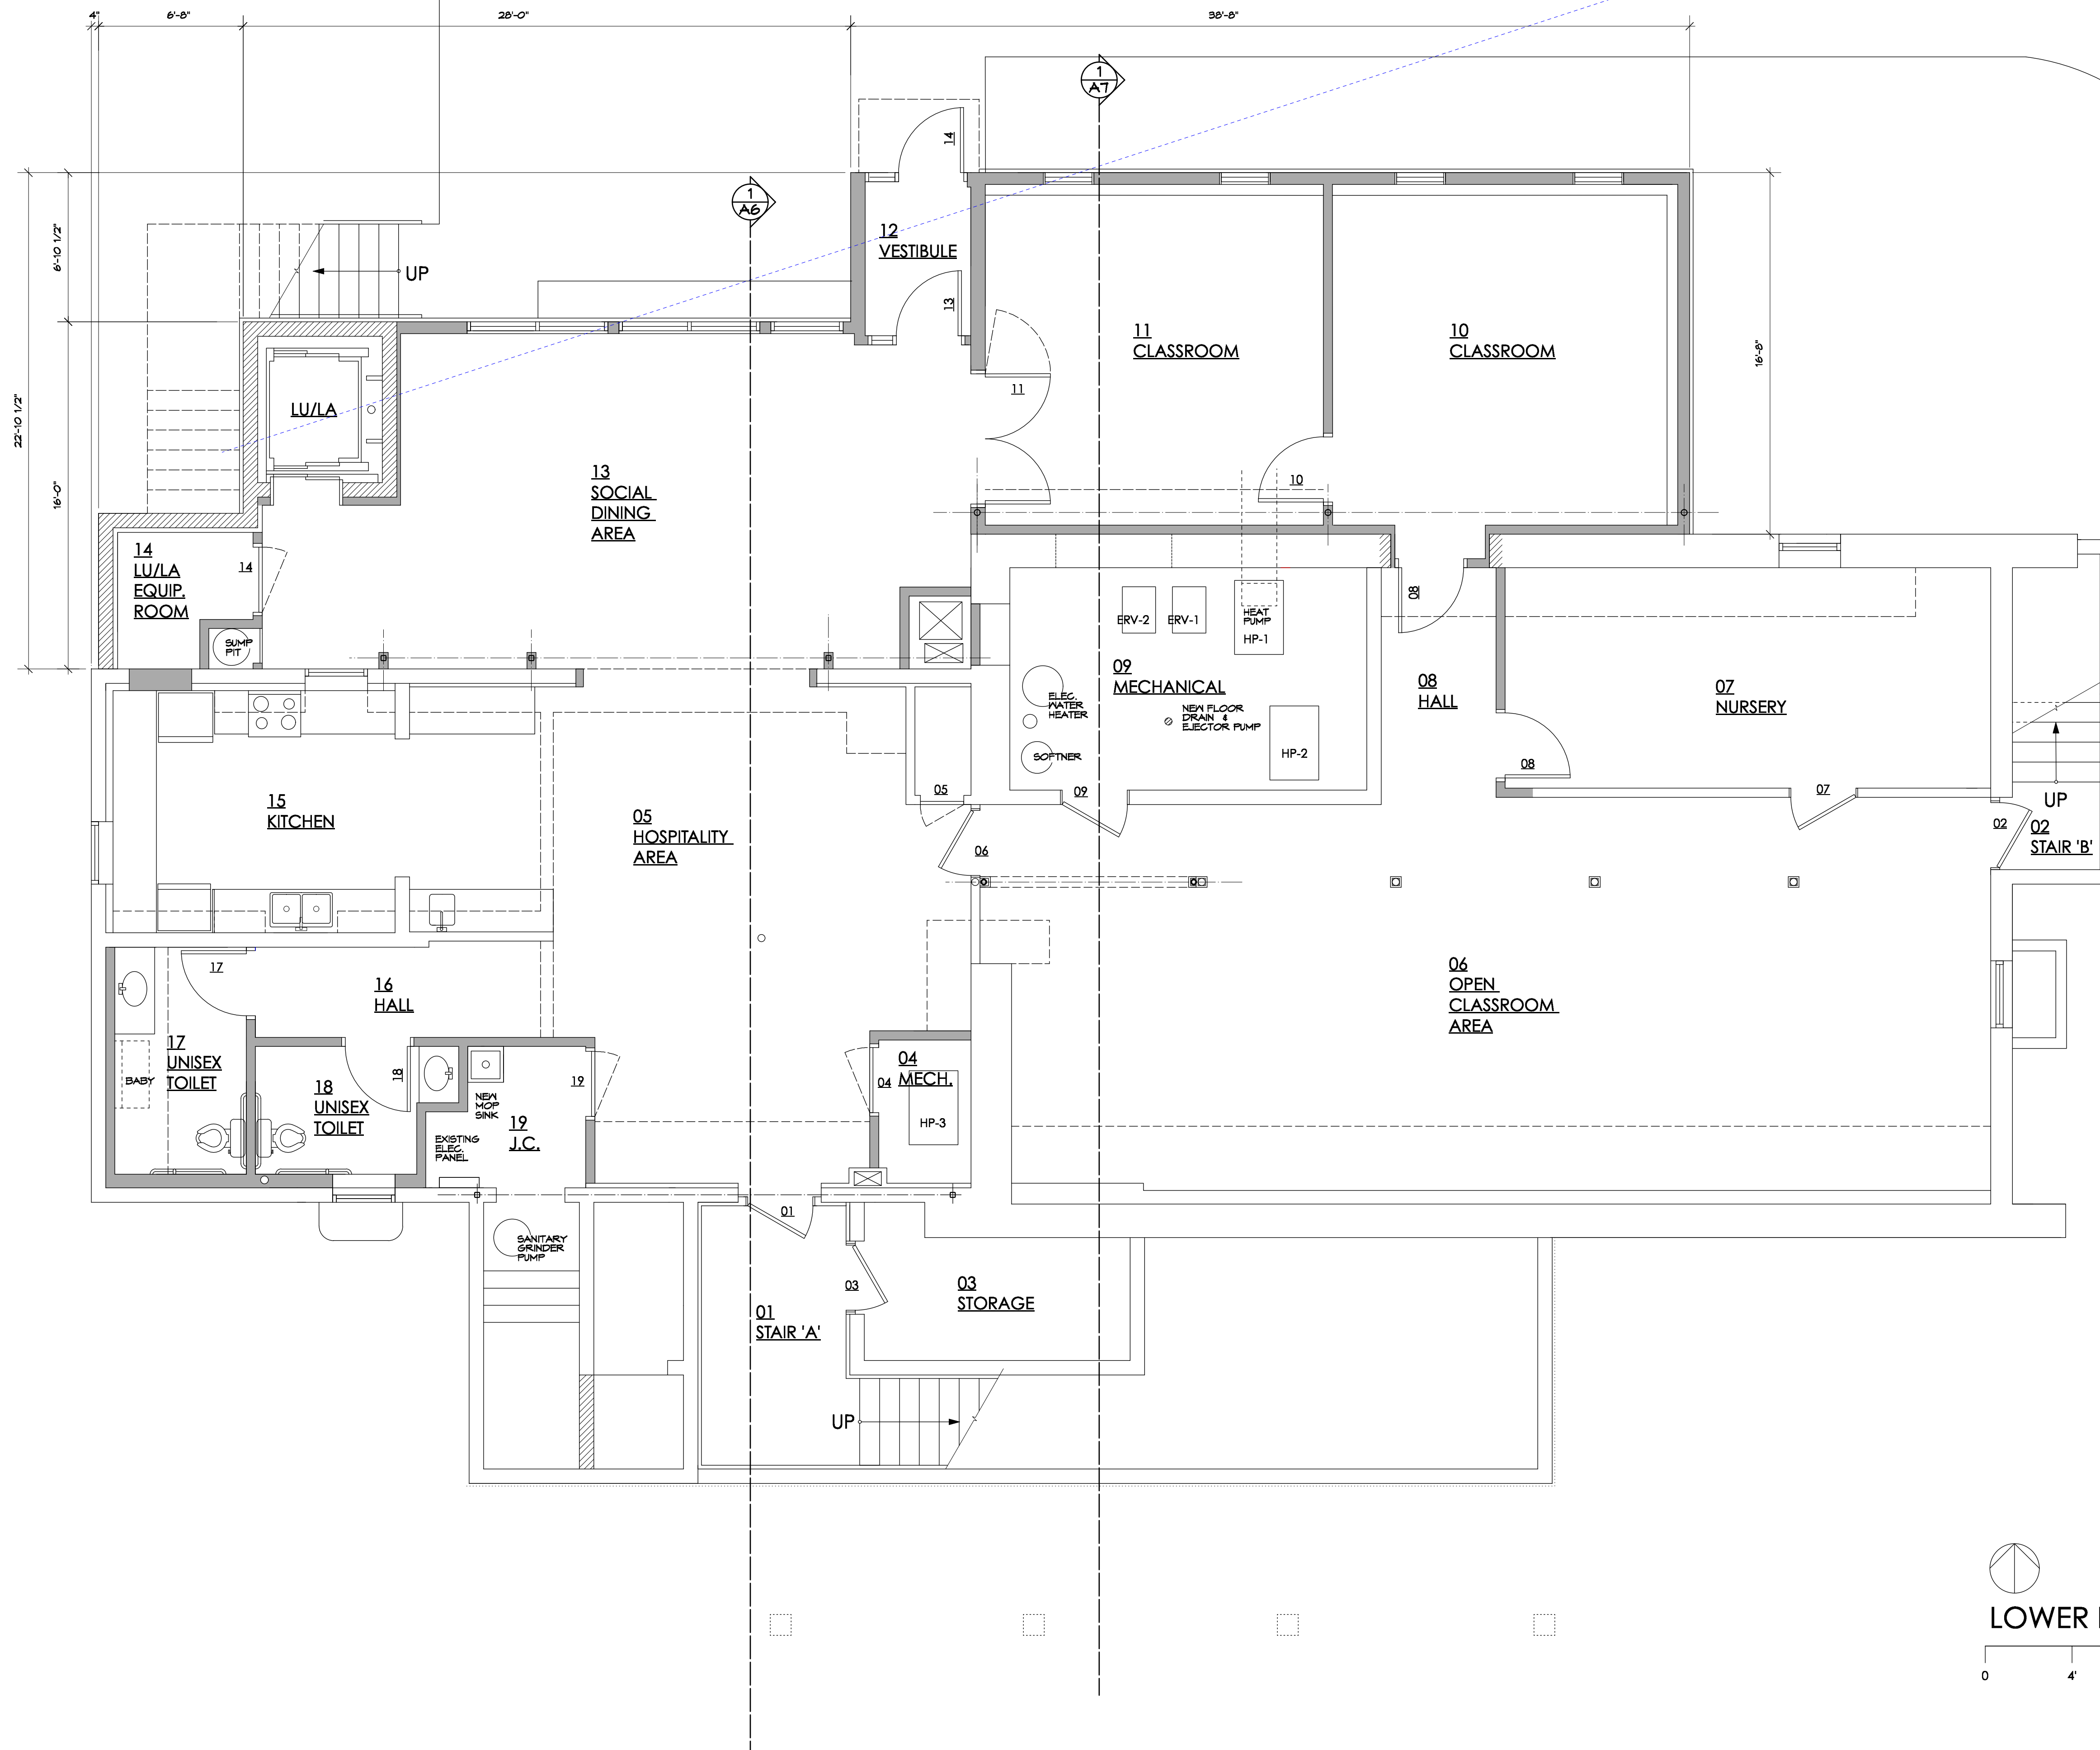 4"
6'-8"
28'-0"
38'-8"
1
A7
14
1
A6
6'-10 1/2"
22'-10 1/2"
16'-0"
16'-8"
UP
12
VESTIBULE
13
11
CLASSROOM
10
CLASSROOM
11
LU/LA
10
13
SOCIAL
DINING
AREA
14
LU/LA
EQUIP.
ROOM
14
SUMP
PIT
ERV-2
ERV-1
HEAT
PUMP
HP-1
08
09
MECHANICAL
ELEC.
WATER
HEATER
NEW FLOOR
DRAIN &
EJECTOR PUMP
SOFTNER
HP-2
08
HALL
07
NURSERY
08
07
05
09
06
15
KITCHEN
05
HOSPITALITY
AREA
UP
02
02
STAIR 'B'
06
OPEN
CLASSROOM
AREA
17
16
HALL
17
UNISEX
TOILET
BABY
18
UNISEX
TOILET
18
NEW
MOP
SINK
19
19
J.C.
EXISTING
ELEC.
PANEL
04
04
MECH.
HP-3
01
SANITARY
GRINDER
PUMP
03
03
STORAGE
01
STAIR 'A'
UP
LOWER
0
4'